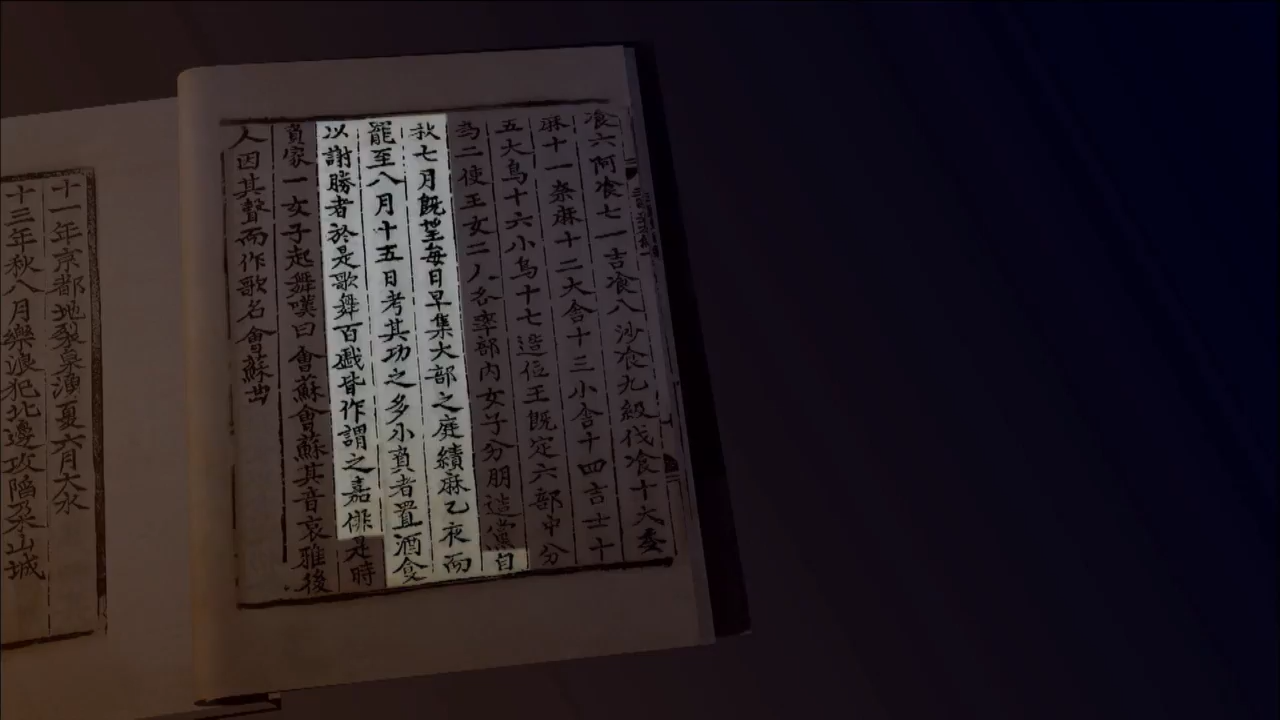 飡六阿飡七一吉飡八沙飡九級伐飡十大奈
麻十一奈麻十二大舍十三小舍十四吉士十
五大烏十六小烏十七造位王既定六部中分
為二使王女二人各率部內女子分朋造黨自
秋七月既望每日早集大部之庭績麻乙夜而
罷至八月十五日考其功之多小負者置酒食
以謝勝者於是歌舞百戲皆作謂之嘉俳是時
負家一女子起舞嘆曰會蘇會蘇其音哀雅後
人因其聲而作歌名會蘇曲
十一年京都地裂泉湧夏六月大水
十三年秋八月樂浪犯北邊攻陷朶山城